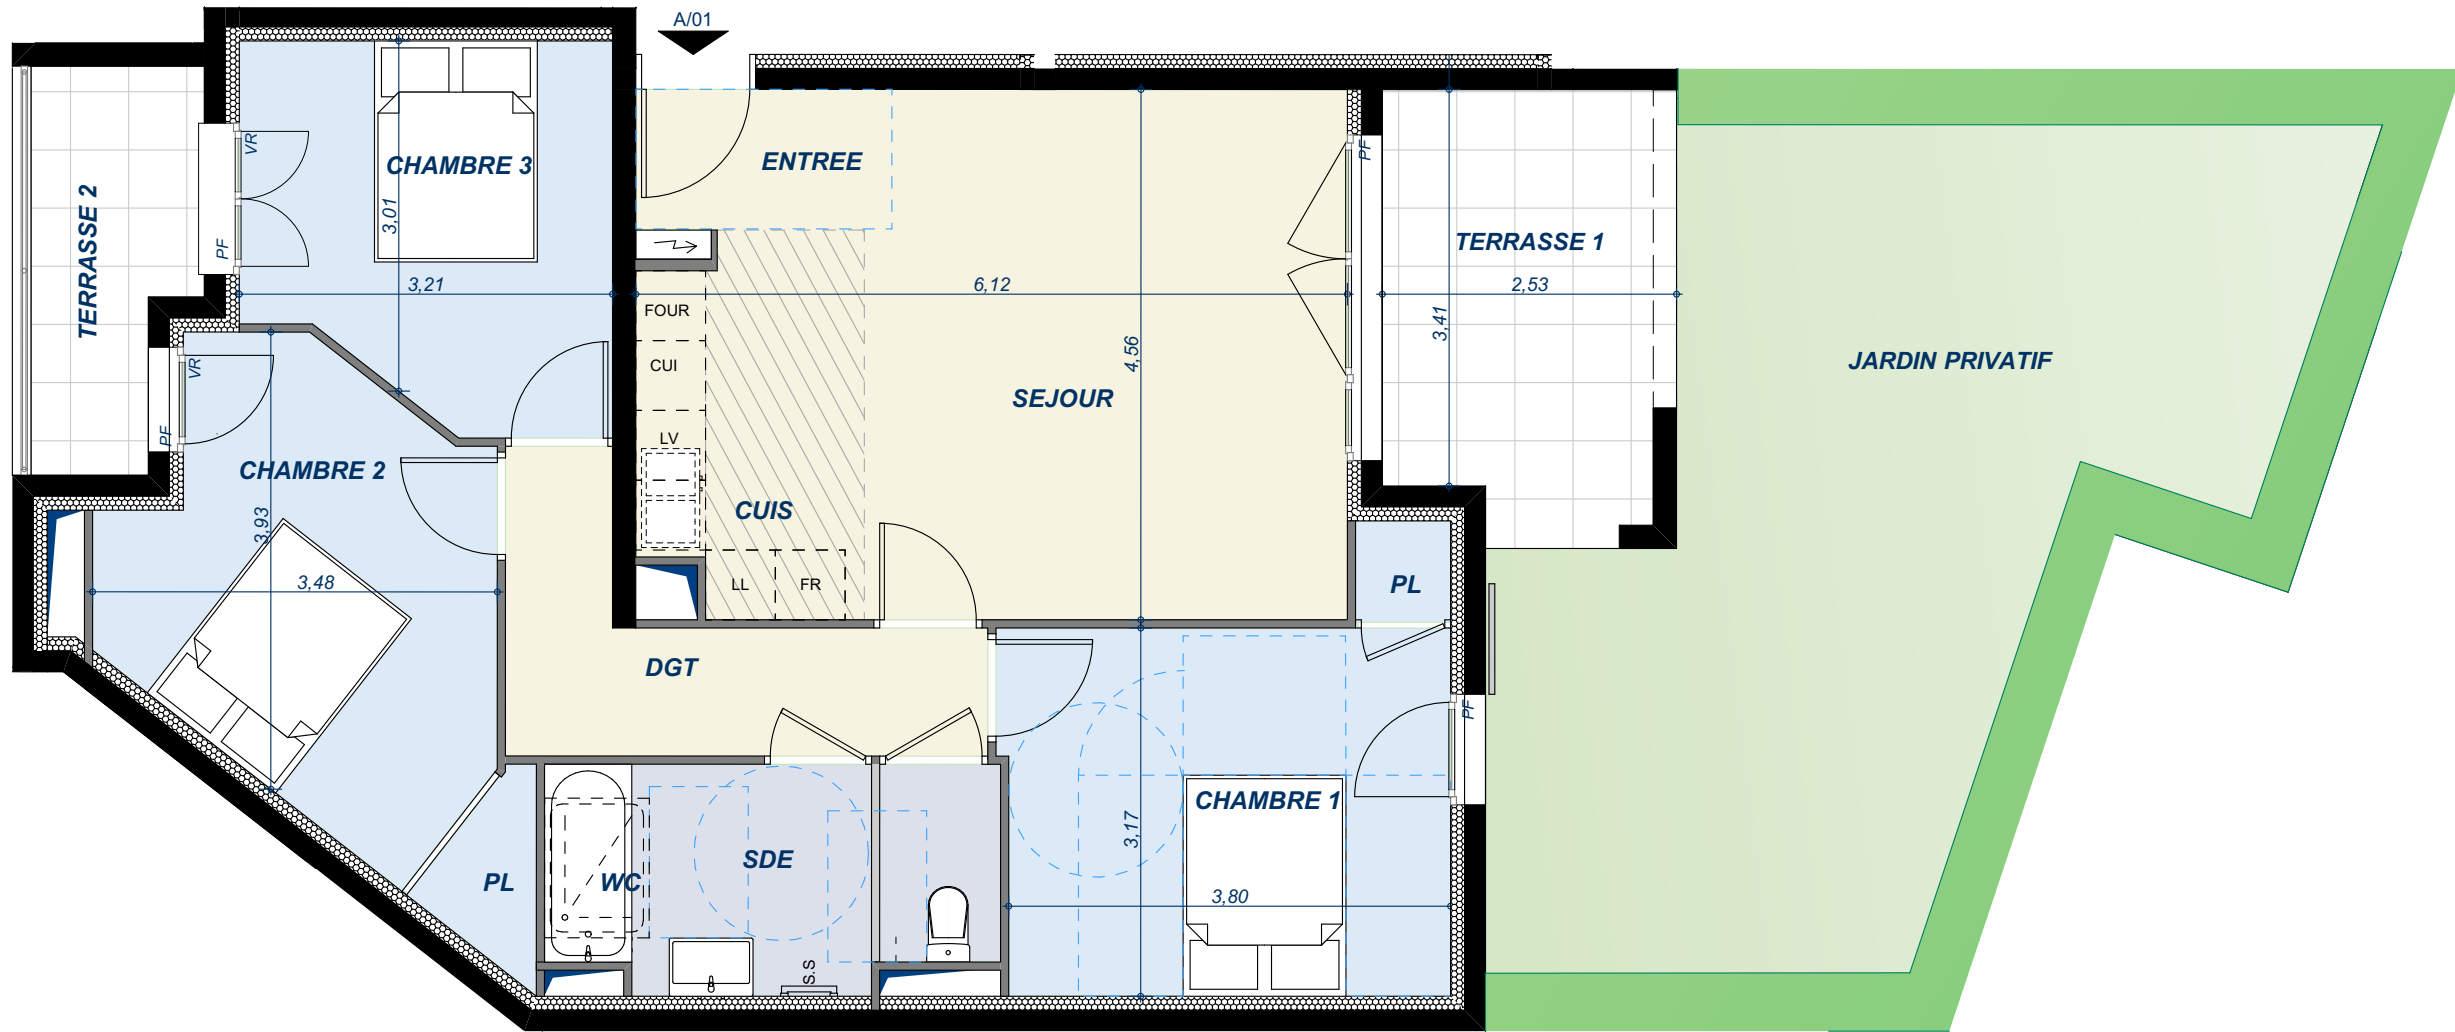 A/01
VR
CHAMBRE 3
ENTREE
PF
TERRASSE 2
3,01
PF
TERRASSE 1
3,21
6,12
2,53
FOUR
3,41
4,56
CUI
VR
JARDIN PRIVATIF
SEJOUR
LV
PF
CHAMBRE 2
CUIS
3,93
3,48
LL
FR
PL
DGT
PF
CHAMBRE 1
3,17
SDE
WC
PL
3,80
S.S